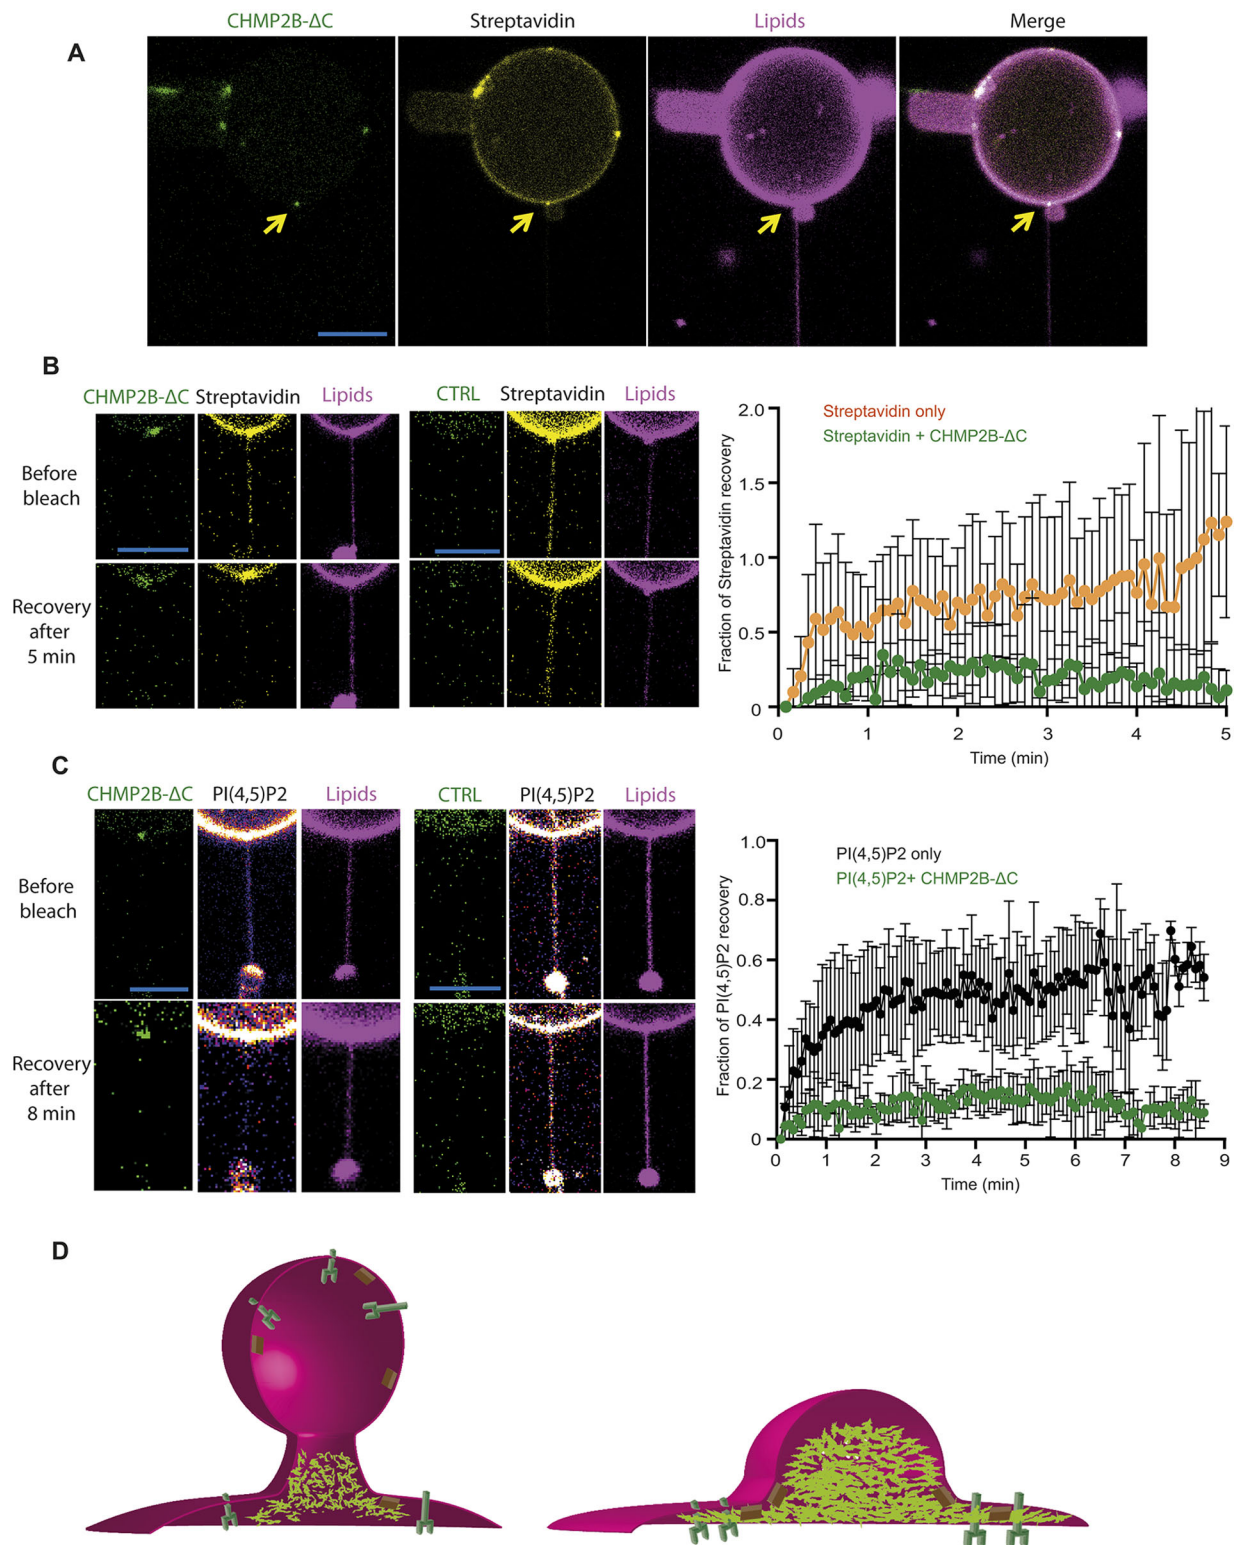 A
CHMP2B-ΔC Streptavidin Lipids Merge
B
CHMP2B-ΔC Streptavidin Lipids CTRL Streptavidin Lipids
Before
bleach
Recovery
after
5 min
Fraction of Streptavidin recovery
2.0
1.5
1.0
0.5
0
Streptavidin only
Streptavidin + CHMP2B-ΔC
0 1 2 3 4 5
Time (min)
C
CHMP2B-ΔC PI(4,5)P2 Lipids CTRL PI(4,5)P2 Lipids
Before
bleach
Recovery
after
8 min
Fraction of PI(4,5)P2 recovery
1.0
0.8
0.6
0.4
0.2
0
PI(4,5)P2 only
PI(4,5)P2+ CHMP2B-ΔC
0 1 2 3 4 5 6 7 8 9
Time (min)
D